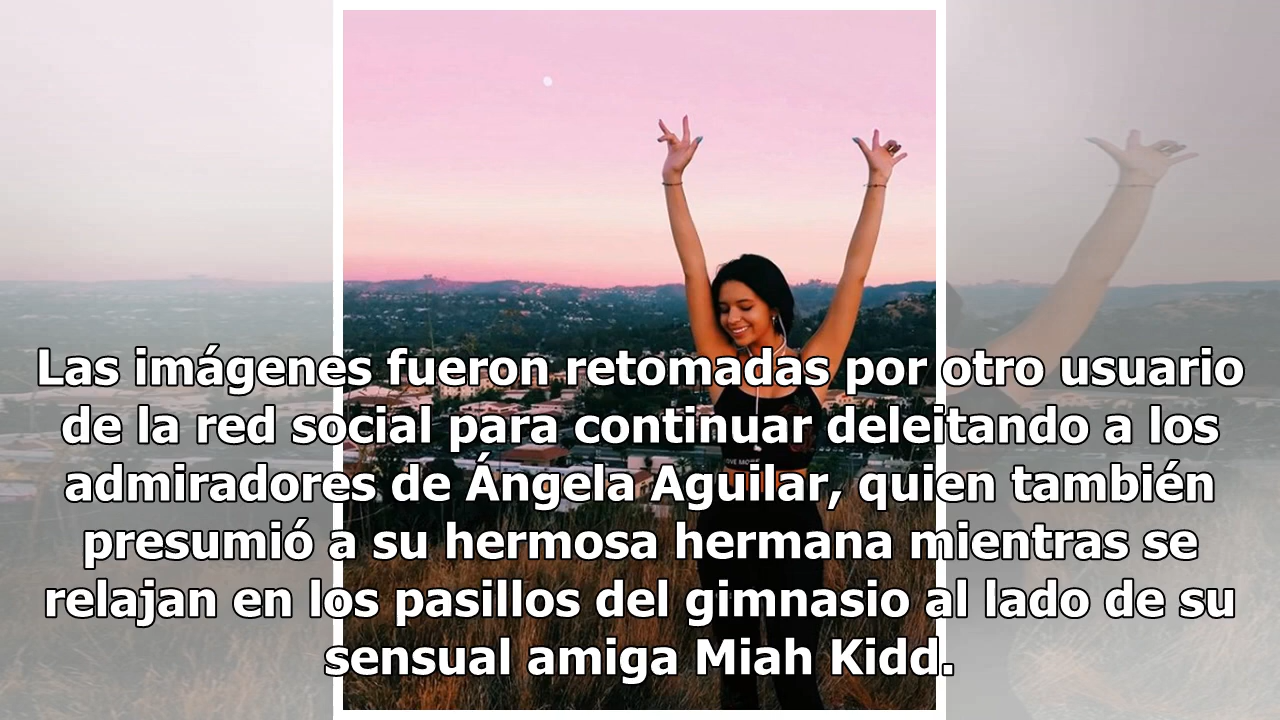 Las imágenes fueron retomadas por otro usuario
de la red social para continuar deleitando a los
admiradores de Ángela Aguilar, quien también
presumió a su hermosa hermana mientras se
relajan en los pasillos del gimnasio al lado de su
sensual amiga Miah Kidd.